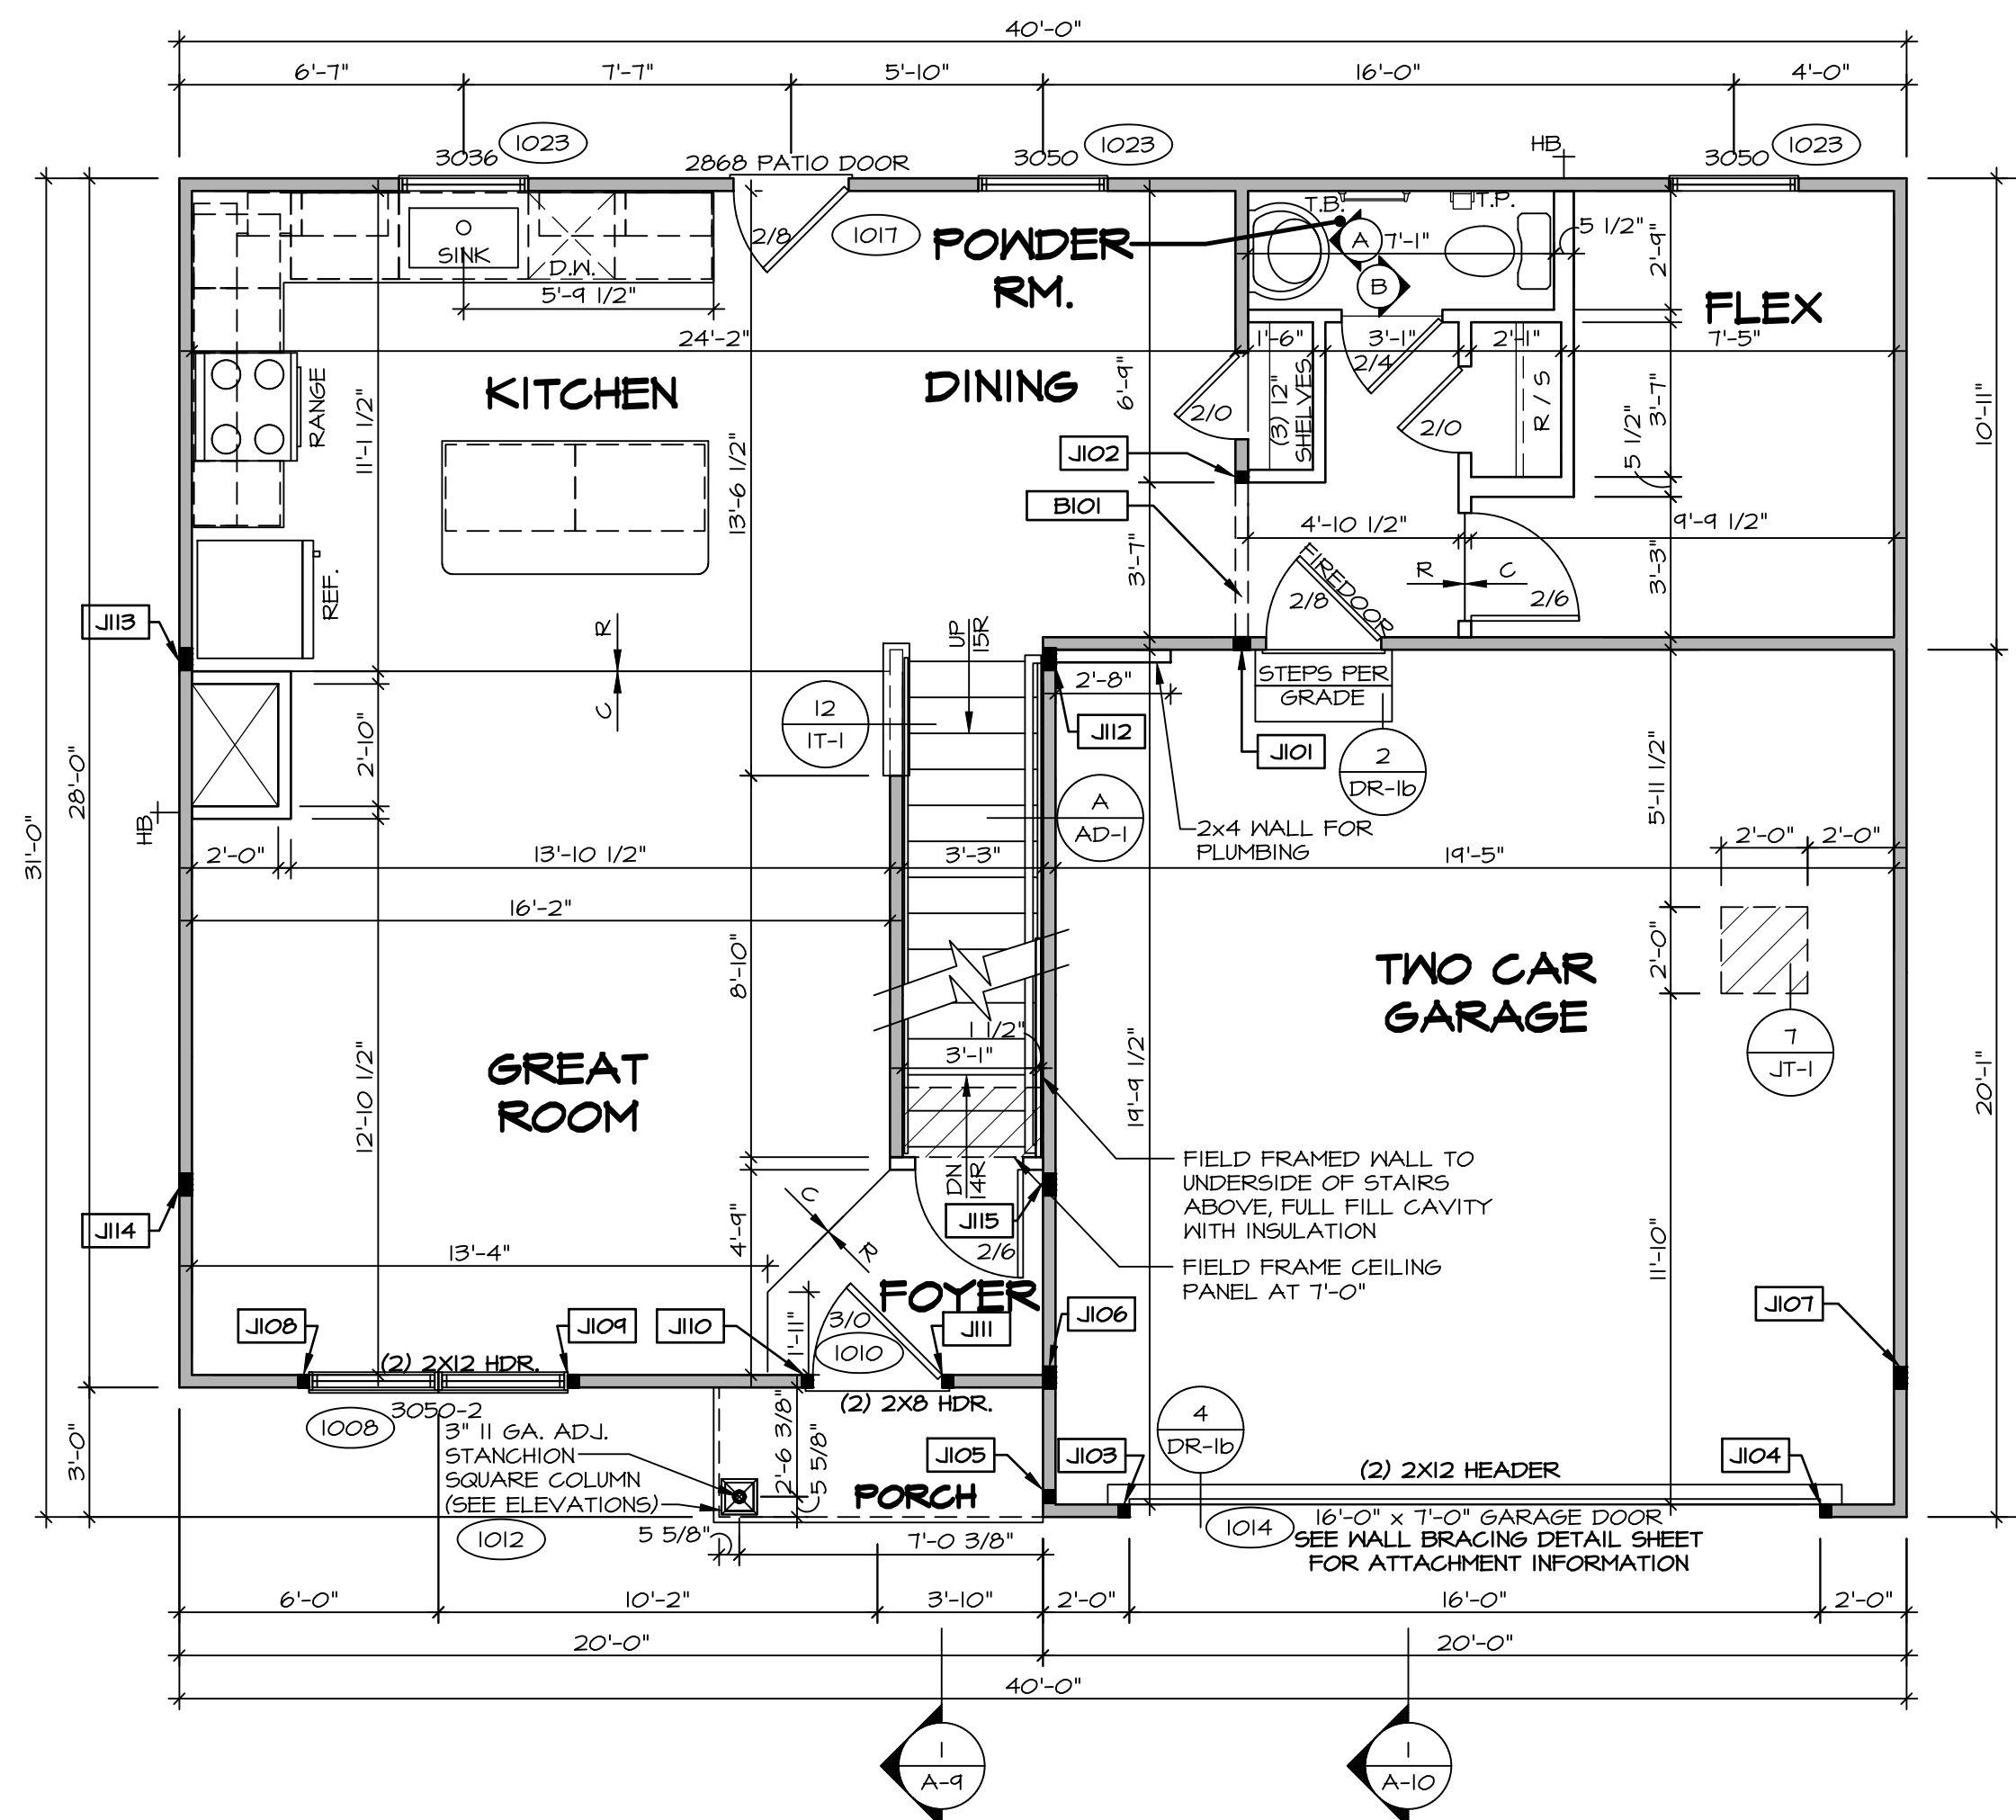 40'-0"
6'-7"
7'-7"
5'-10"
16'-0"
4'-0"
3036
1023
2868 PATIO DOOR
3050
1023
HB
3050
1023
SINK
D.W.
5'-9 1/2"
2/8
1017
POWDER
RM.
T.B.
T.P.
A
7'-1"
B
5 1/2"
2'-9"
FLEX
24'-2"
1'-6"
3'-1"
2'-1"
7'-5"
RANGE
11'-1 1/2"
KITCHEN
DINING
6'-9"
2/0
(3) 12"
SHELVES
2/4
2/0
R / S
5 1/2"
3'-7"
10'-11"
13'-6 1/2"
J102
B101
4'-10 1/2"
9'-9 1/2"
3'-7"
FIREDOOR
2/8
R
C
2/6
3'-3"
REF.
J113
R
C
UP
15R
2'-8"
STEPS PER
GRADE
12
1T-1
J112
J101
2
DR-1b
28'-0"
31'-0"
2'-10"
HB
A
AD-1
2x4 WALL FOR
PLUMBING
5'-11 1/2"
2'-0"
2'-0"
2'-0"
13'-10 1/2"
3'-3"
19'-5"
16'-2"
8'-10"
2'-0"
TWO CAR
GARAGE
1 1/2"
3'-1"
7
JT-1
20'-1"
12'-10 1/2"
GREAT
ROOM
19'-9 1/2"
DN
14R
FIELD FRAMED WALL TO
UNDERSIDE OF STAIRS
ABOVE, FULL FILL CAVITY
WITH INSULATION
FIELD FRAME CEILING
PANEL AT 7'-0"
J114
13'-4"
C
R
4'-9"
J115
2/6
11'-10"
FOYER
J108
J109
J110
1'-11"
3/0
1010
J111
J106
J107
(2) 2X12 HDR.
(2) 2X8 HDR.
3050-2
1008
3" 11 GA. ADJ.
STANCHION
SQUARE COLUMN
(SEE ELEVATIONS)
1012
3'-0"
2'-6 3/8"
5 5/8"
PORCH
J105
J103
4
DR-1b
(2) 2X12 HEADER
J104
1014
16'-0" x 7'-0" GARAGE DOOR
SEE WALL BRACING DETAIL SHEET
FOR ATTACHMENT INFORMATION
5 5/8"
7'-0 3/8"
6'-0"
10'-2"
3'-10"
2'-0"
16'-0"
2'-0"
20'-0"
20'-0"
40'-0"
1
A-9
1
A-10